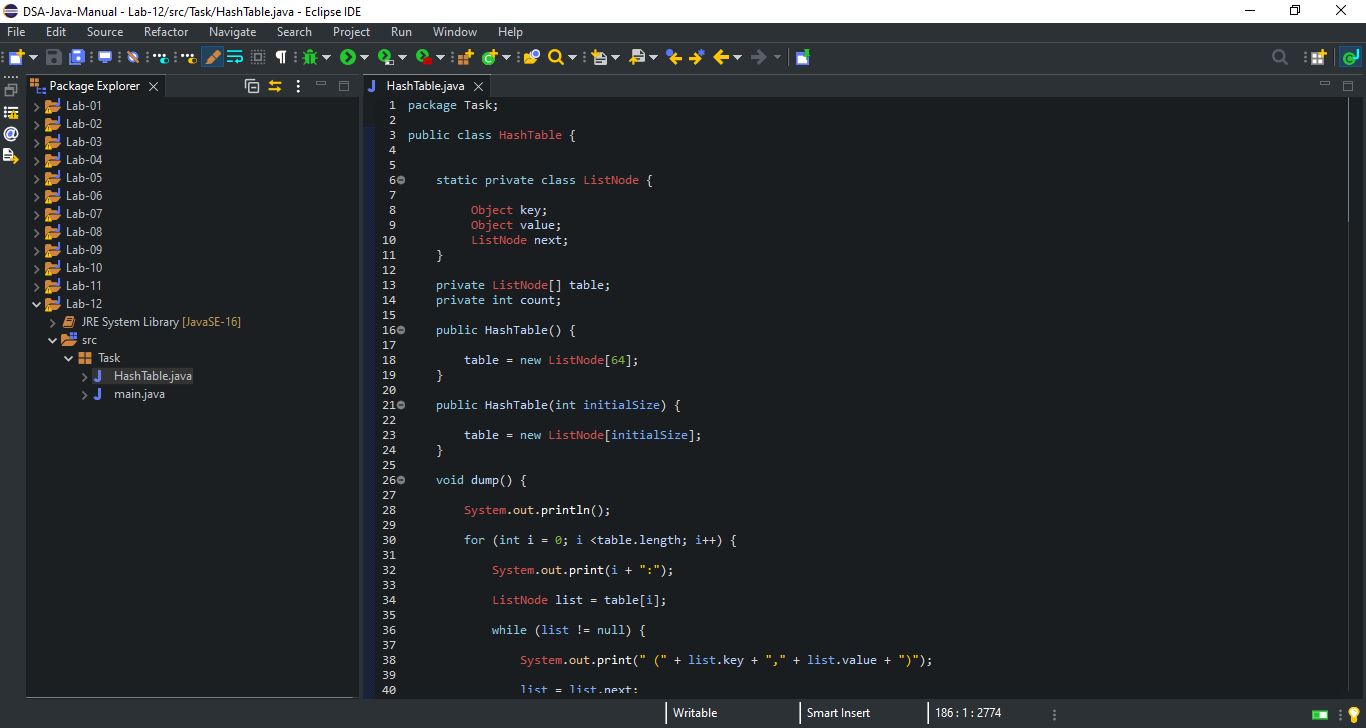 DSA-Java-Manual - Lab-12/src/Task/HashTable.java - Eclipse IDE
File Edit Source Refactor Navigate Search Project Run Window Help
Package Explorer
Lab-01
Lab-02
Lab-03
Lab-04
Lab-05
Lab-06
Lab-07
Lab-08
Lab-09
Lab-10
Lab-11
Lab-12
JRE System Library [JavaSE-16]
src
Task
HashTable.java
main.java
HashTable.java
1 package Task;
2
3 public class HashTable {
4
5
6 static private class ListNode {
7
8 Object key;
9 Object value;
10 ListNode next;
11 }
12
13 private ListNode[] table;
14 private int count;
15
16 public HashTable() {
17
18 table = new ListNode[64];
19 }
20
21 public HashTable(int initialSize) {
22
23 table = new ListNode[initialSize];
24 }
25
26 void dump() {
27
28 System.out.println();
29
30 for (int i = 0; i <table.length; i++) {
31
32 System.out.print(i + ":");
33
34 ListNode list = table[i];
35
36 while (list != null) {
37
38 System.out.print(" (" + list.key + "," + list.value + ")");
39
40 list = list.next;
Writable
Smart Insert
186 : 1 : 2774